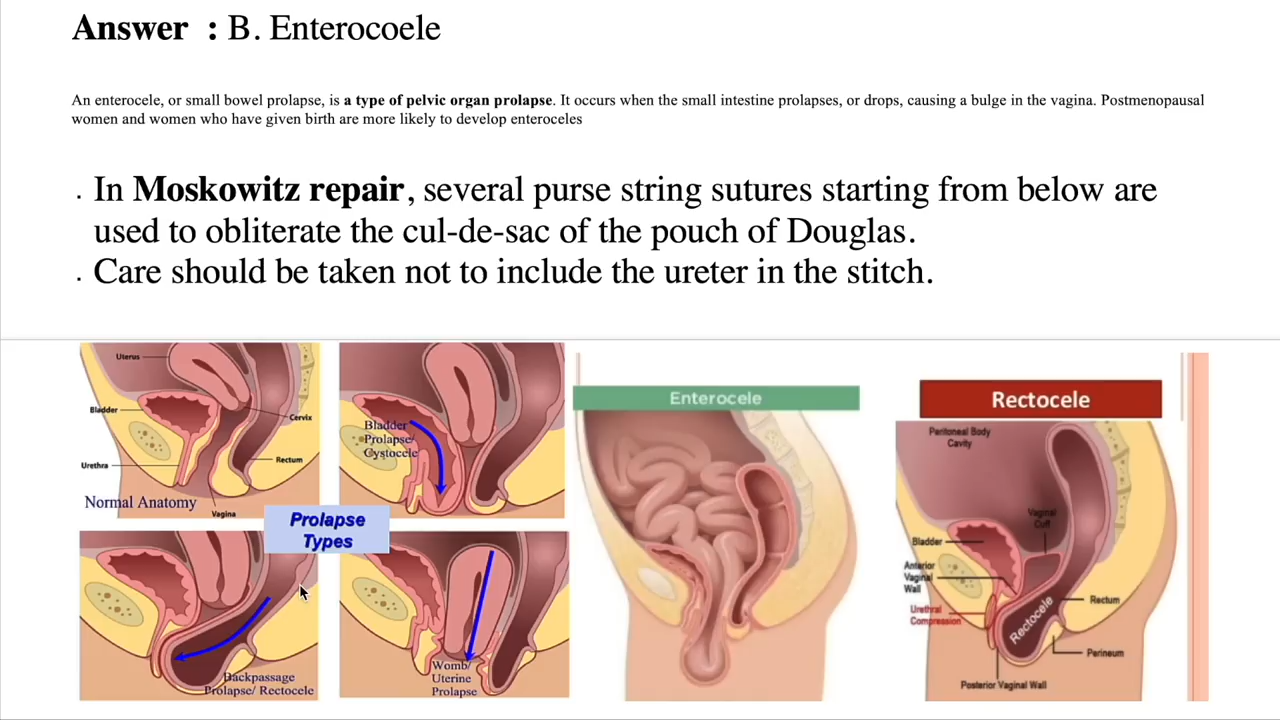 Answer : B. Enterocoele
An enterocele, or small bowel prolapse, is a type of pelvic organ prolapse. It occurs when the small intestine prolapses, or drops, causing a bulge in the vagina. Postmenopausal
women and women who have given birth are more likely to develop enteroceles
. In Moskowitz repair, several purse string sutures starting from below are
used to obliterate the cul-de-sac of the pouch of Douglas.
. Care should be taken not to include the ureter in the stitch.
Uterus
Bladder
Cervix
Urethra
Rectum
Normal Anatomy
Vagina
Bladder
Prolapse/
Cystocele
Prolapse
Types
Backpassage
Prolapse/ Rectocele
Womb/
Uterine
Prolapse
Enterocele
Rectocele
Peritoneal Body
Cavity
Vaginal
Cuff
Bladder
Anterior
Vaginal
Wall
Urethral
Compression
Rectocele
Rectum
Perineum
Posterior Vaginal Wall